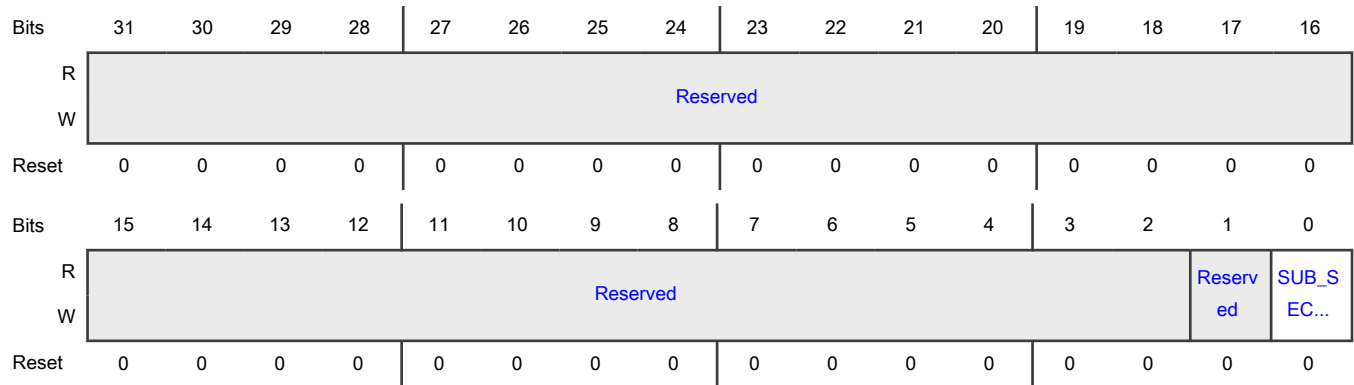 Bits 31 30 29 28 27 26 25 24 23 22 21 20 19 18 17 16
R
Reserved
W
Reset 0 0 0 0 0 0 0 0 0 0 0 0 0 0 0 0
Bits 15 14 13 12 11 10 9 8 7 6 5 4 3 2 1 0
R Reserv SUB_S
Reserved
W ed EC...
Reset 0 0 0 0 0 0 0 0 0 0 0 0 0 0 0 0